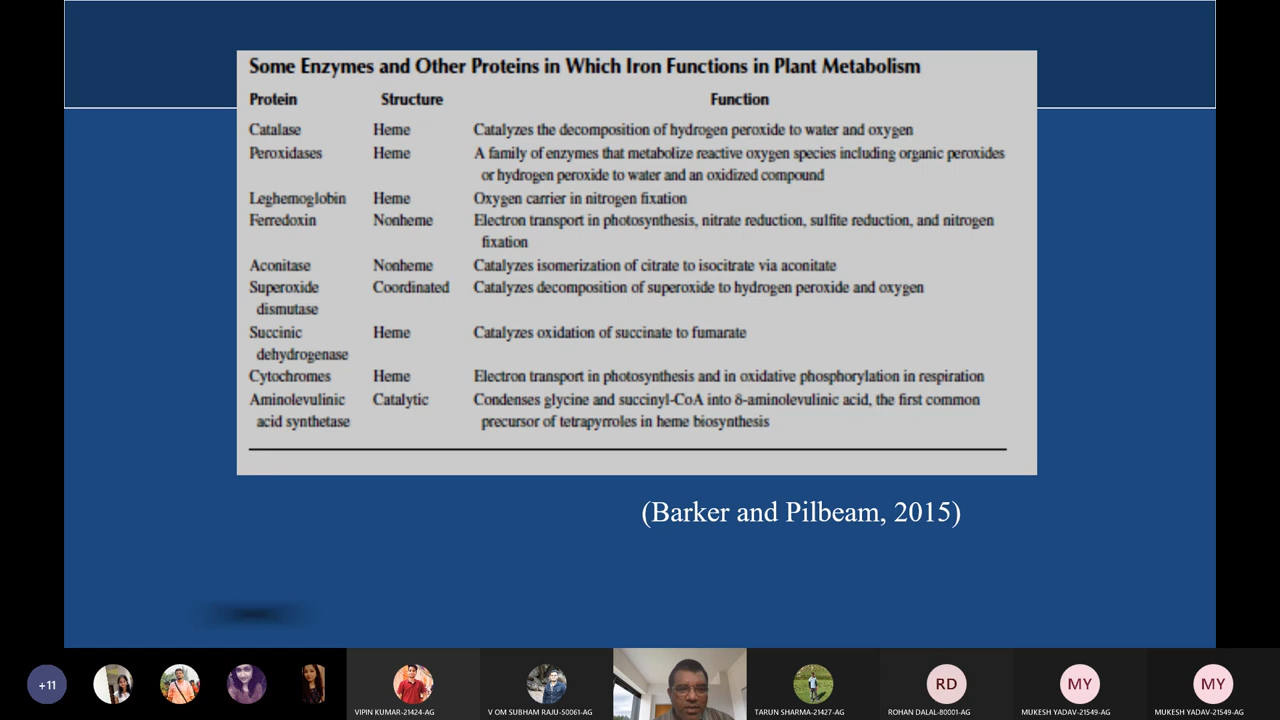 Some Enzymes and Other Proteins in Which Iron Functions in Plant Metabolism
Protein Structure Function
Catalase Heme Catalyzes the decomposition of hydrogen peroxide to water and oxygen
Peroxidases Heme A family of enzymes that metabolize reactive oxygen species including organic peroxides
or hydrogen peroxide to water and an oxidized compound
Leghemoglobin Heme Oxygen carrier in nitrogen fixation
Ferredoxin Nonheme Electron transport in photosynthesis, nitrate reduction, sulfite reduction, and nitrogen
fixation
Aconitase Nonheme Catalyzes isomerization of citrate to isocitrate via aconitate
Superoxide Coordinated Catalyzes decomposition of superoxide to hydrogen peroxide and oxygen
dismutase
Succinic Heme Catalyzes oxidation of succinate to fumarate
dehydrogenase
Cytochromes Heme Electron transport in photosynthesis and in oxidative phosphorylation in respiration
Aminolevulinic Catalytic Condenses glycine and succinyl-CoA into δ-aminolevulinic acid, the first common
acid synthetase precursor of tetrapyrroles in heme biosynthesis
(Barker and Pilbeam, 2015)
+11
RD MY MY
VIPIN KUMAR-21424-AG V OM SUBHAM RAJU-50061-AG TARUN SHARMA-21427-AG ROHAN DALAL-80001-AG MUKESH YADAV-21549-AG MUKESH YADAV-21549-AG